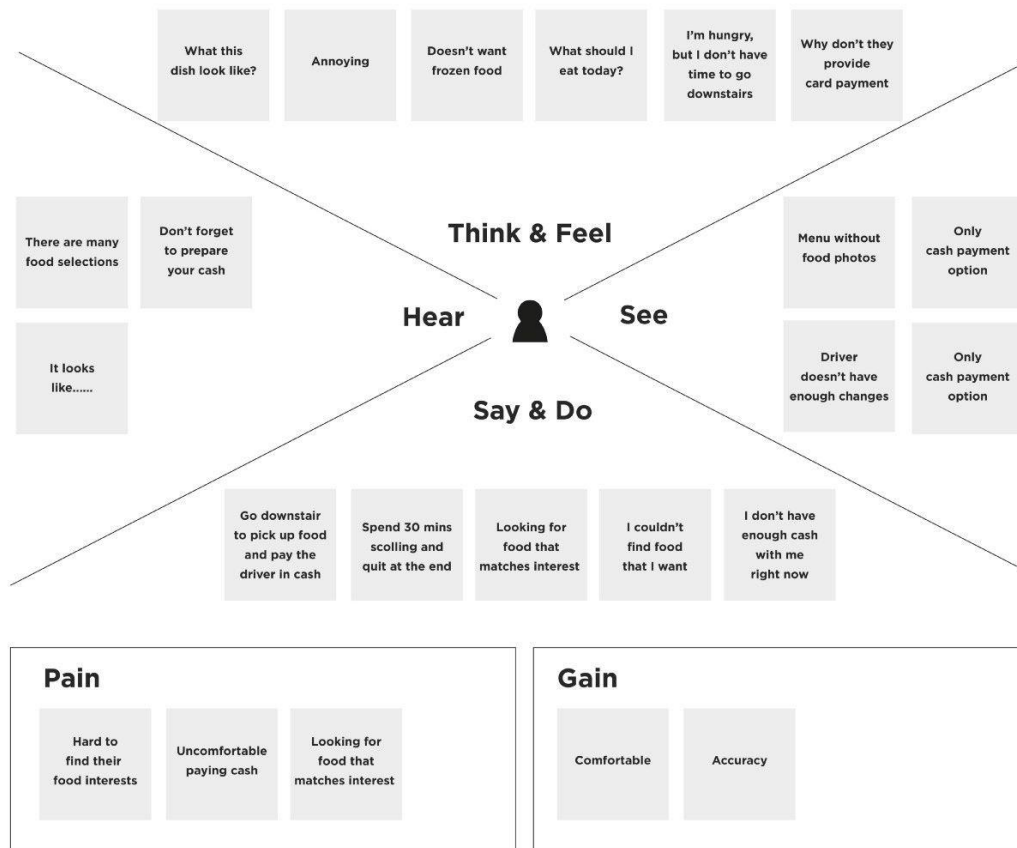 What this
dish look like?
Annoying
Doesn't want
frozen food
What should I
eat today?
I'm hungry,
but I don't have
time to go
downstairs
Why don't they
provide
card payment
Think & Feel
Hear
There are many
food selections
Don't forget
to prepare
your cash
It looks
like......
See
Menu without
food photos
Only
cash payment
option
Driver
doesn't have
enough changes
Only
cash payment
option
Say & Do
Go downstair
to pick up food
and pay the
driver in cash
Spend 30 mins
scolling and
quit at the end
Looking for
food that
matches interest
I couldn't
find food
that I want
I don't have
enough cash
with me
right now
Pain
Hard to
find their
food interests
Uncomfortable
paying cash
Looking for
food that
matches interest
Gain
Comfortable
Accuracy